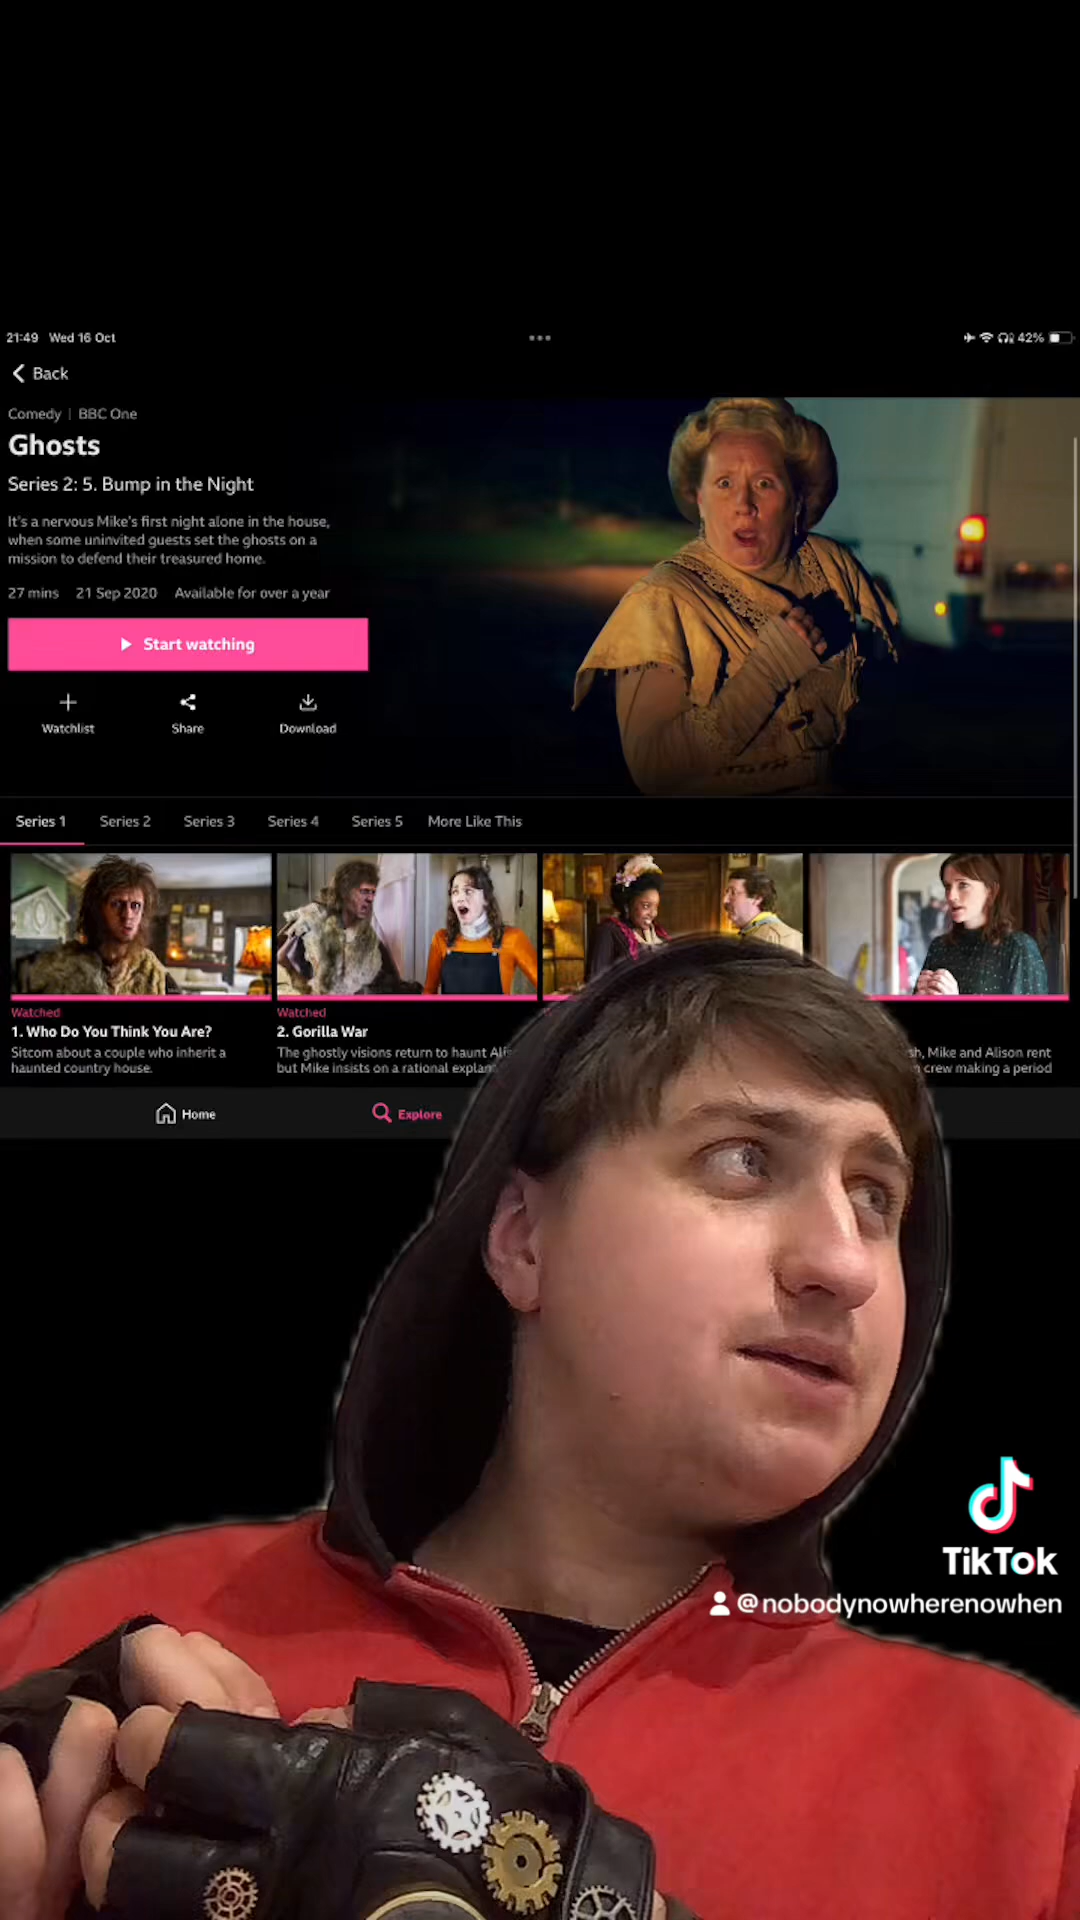 21:49 Wed 16 Oct
42%
Back
Comedy | BBC One
Ghosts
Series 2: 5. Bump in the Night
It's a nervous Mike's first night alone in the house,
when some uninvited guests set the ghosts on a
mission to defend their treasured home.
27 mins 21 Sep 2020 Available for over a year
Start watching
Watchlist Share Download
Series 1 Series 2 Series 3 Series 4 Series 5 More Like This
Watched Watched
1. Who Do You Think You Are? 2. Gorilla War
Sitcom about a couple who inherit a The ghostly visions return to haunt Mike and Alison rent
haunted country house. but Mike insists on a rational crew making a period
Home Explore
TikTok
@nobodynowherenowhen